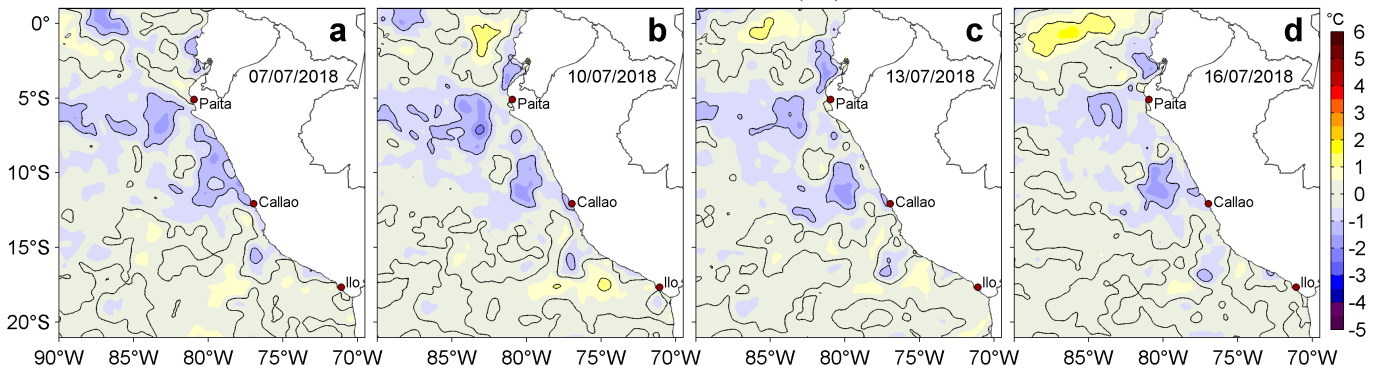 a
b
c
d
°C
07/07/2018
10/07/2018
13/07/2018
16/07/2018
Paita
Paita
Paita
Paita
Callao
Callao
Callao
Callao
Ilo
Ilo
Ilo
Ilo
0°
5°S
10°S
15°S
20°S
90°W 85°W 80°W 75°W 70°W
85°W 80°W 75°W 70°W
85°W 80°W 75°W 70°W
85°W 80°W 75°W 70°W
6
5
4
3
2
1
0
-1
-2
-3
-4
-5